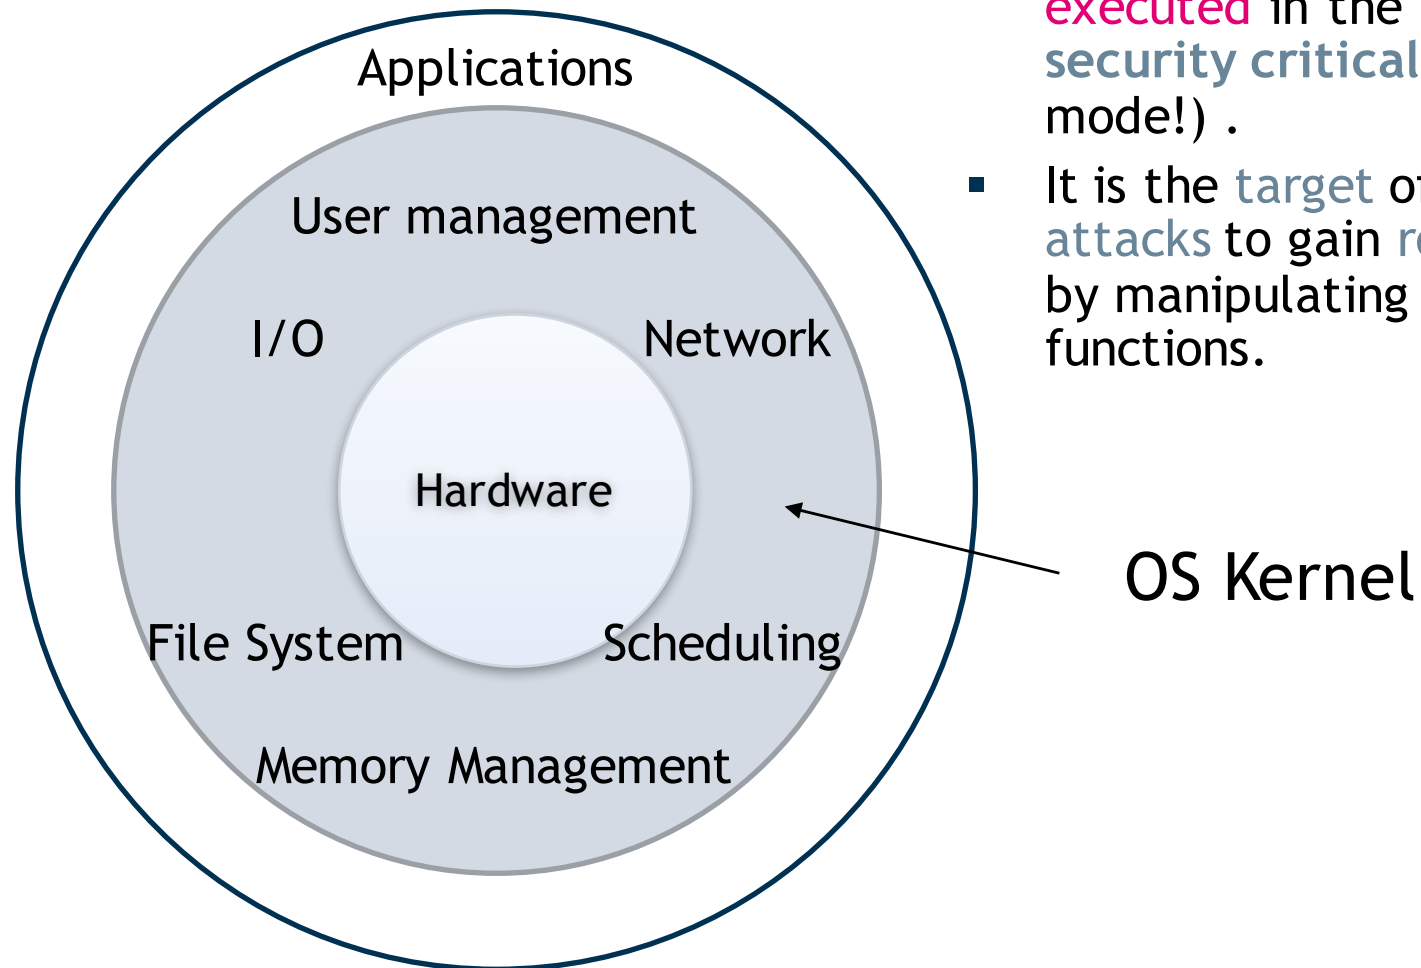 Applications
User management
I/O
Network
Hardware
File System
Scheduling
Memory Management
executed in the
security critical
mode!) .
▪ It is the target
attacks to gain
by manipulating
functions.
OS Kernel